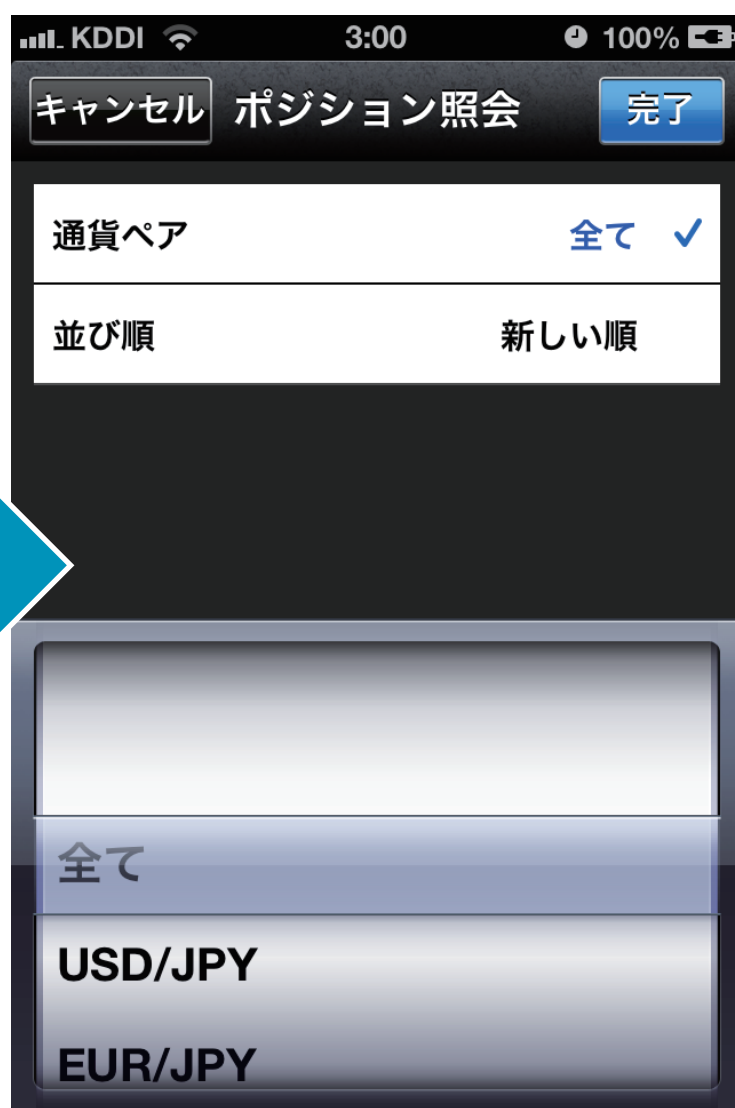 KDDI 3:00 100%
キャンセル ポジション照会 完了
通貨ペア 全て
並び順 新しい順
全て
USD/JPY
EUR/JPY